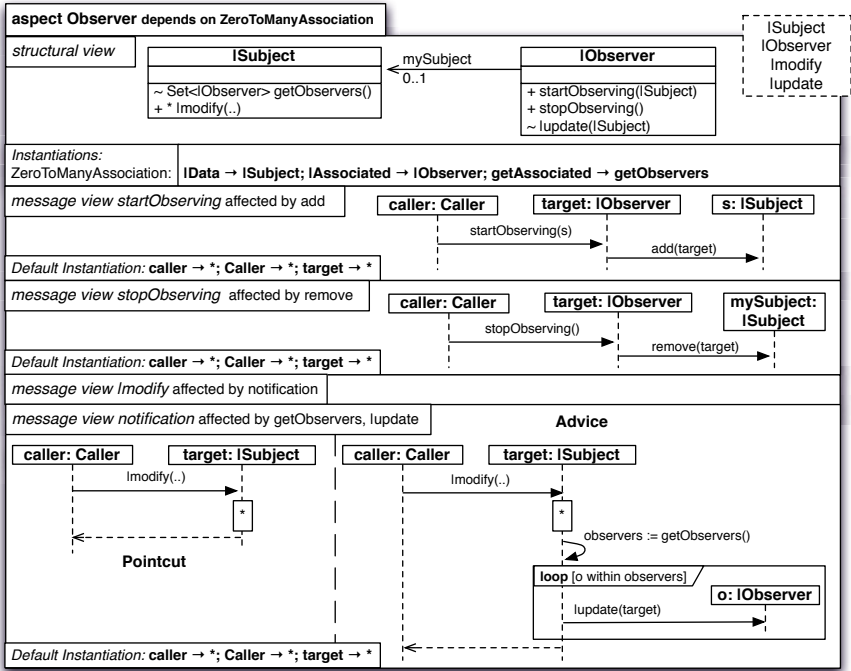 aspect Observer depends on ZeroToManyAssociation
|Subject
|Observer
|modify
|update
structural view
|Subject
~ Set<|Observer> getObservers()
+ * |modify(..)
mySubject
0..1
|Observer
+ startObserving(|Subject)
+ stopObserving()
~ |update(|Subject)
Instantiations:
ZeroToManyAssociation: |Data → |Subject; |Associated → |Observer; getAssociated → getObservers
message view startObserving affected by add
caller: Caller target: |Observer s: |Subject
startObserving(s)
add(target)
Default Instantiation: caller → *; Caller → *; target → *
message view stopObserving affected by remove
caller: Caller target: |Observer mySubject:
|Subject
stopObserving()
remove(target)
Default Instantiation: caller → *; Caller → *; target → *
message view |modify affected by notification
message view notification affected by getObservers, |update
Advice
caller: Caller target: |Subject caller: Caller target: |Subject
|modify(..) |modify(..)
* *
observers := getObservers()
Pointcut
loop [o within observers]
o: |Observer
|update(target)
Default Instantiation: caller → *; Caller → *; target → *